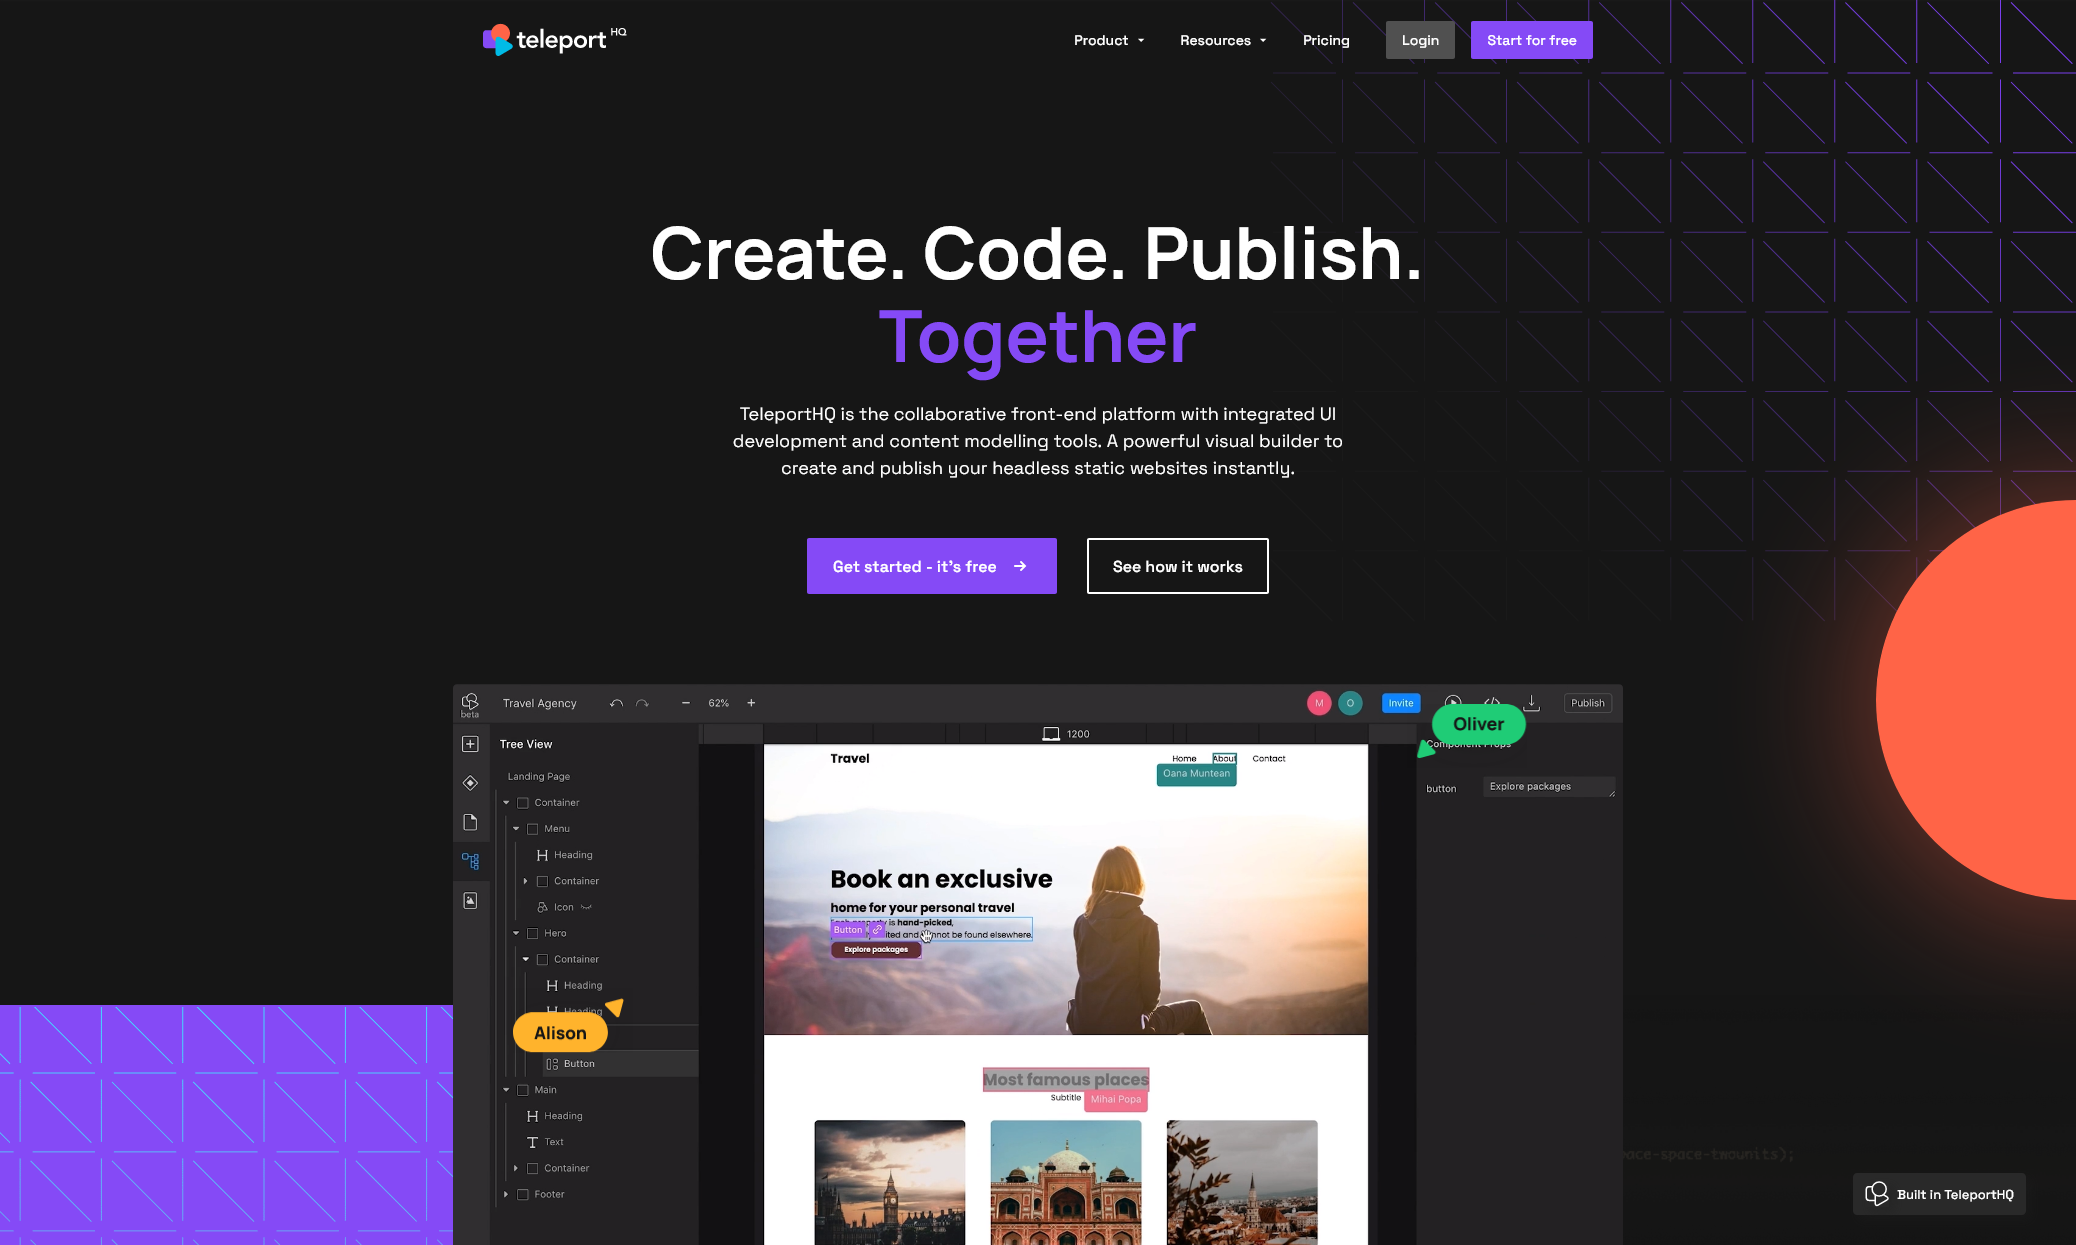 teleport HQ
Product
Resources
Pricing
Login
Start for free
Create. Code. Publish.
Together
TeleportHQ is the collaborative front-end platform with integrated UI
development and content modelling tools. A powerful visual builder to
create and publish your headless static websites instantly.
Get started - it's free →
See how it works
beta
Travel Agency
62%
M
O
Invite
Publish
Tree View
Landing Page
Container
Menu
Heading
Container
Icon
Hero
Container
Heading
Heading
Alison
Button
Main
Heading
Text
Container
Footer
1200
Travel
Home
About
Contact
Oana Muntean
Book an exclusive
home for your personal travel
is hand-picked,
and cannot be found elsewhere.
Button
Explore packages
Most famous places
Subtitle
Mihai Popa
Oliver
Component Props
button
Explore packages
space-twounits);
Built in TeleportHQ